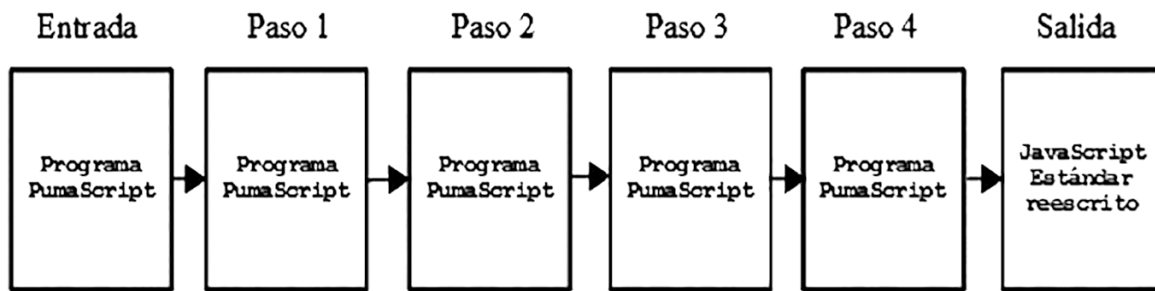 Entrada
Paso 1
Paso 2
Paso 3
Paso 4
Salida
Programa
PumaScript
Programa
PumaScript
Programa
PumaScript
Programa
PumaScript
Programa
PumaScript
JavaScript
Estándar
reescrito